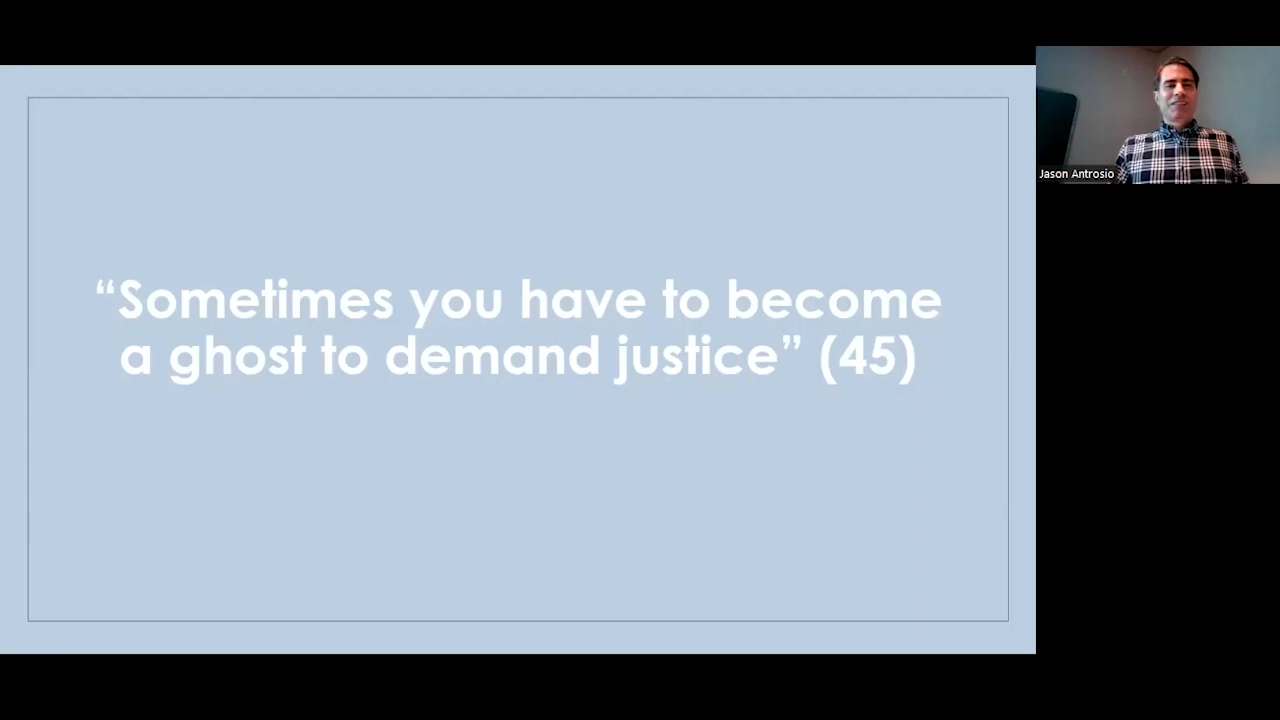 “Sometimes you have to become
a ghost to demand justice” (45)
Jason Antrosio